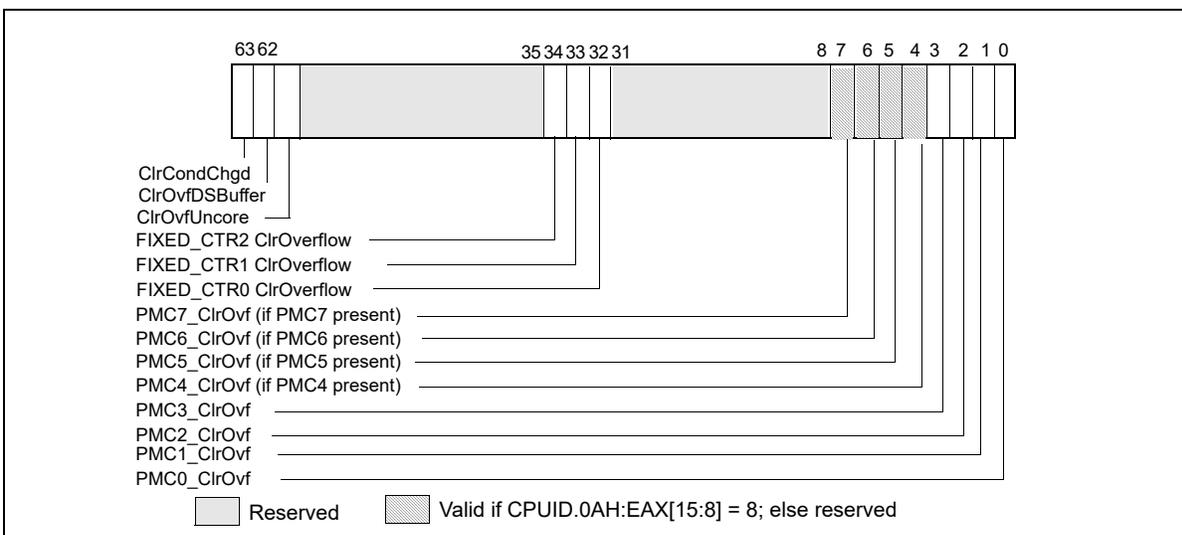 63 62 35 34 33 32 31 8 7 6 5 4 3 2 1 0
ClrCondChgd
ClrOvfDSBuffer
ClrOvfUncore
FIXED_CTR2 ClrOverflow
FIXED_CTR1 ClrOverflow
FIXED_CTR0 ClrOverflow
PMC7_ClrOvf (if PMC7 present)
PMC6_ClrOvf (if PMC6 present)
PMC5_ClrOvf (if PMC5 present)
PMC4_ClrOvf (if PMC4 present)
PMC3_ClrOvf
PMC2_ClrOvf
PMC1_ClrOvf
PMC0_ClrOvf
Reserved Valid if CPUID.0AH:EAX[15:8] = 8; else reserved